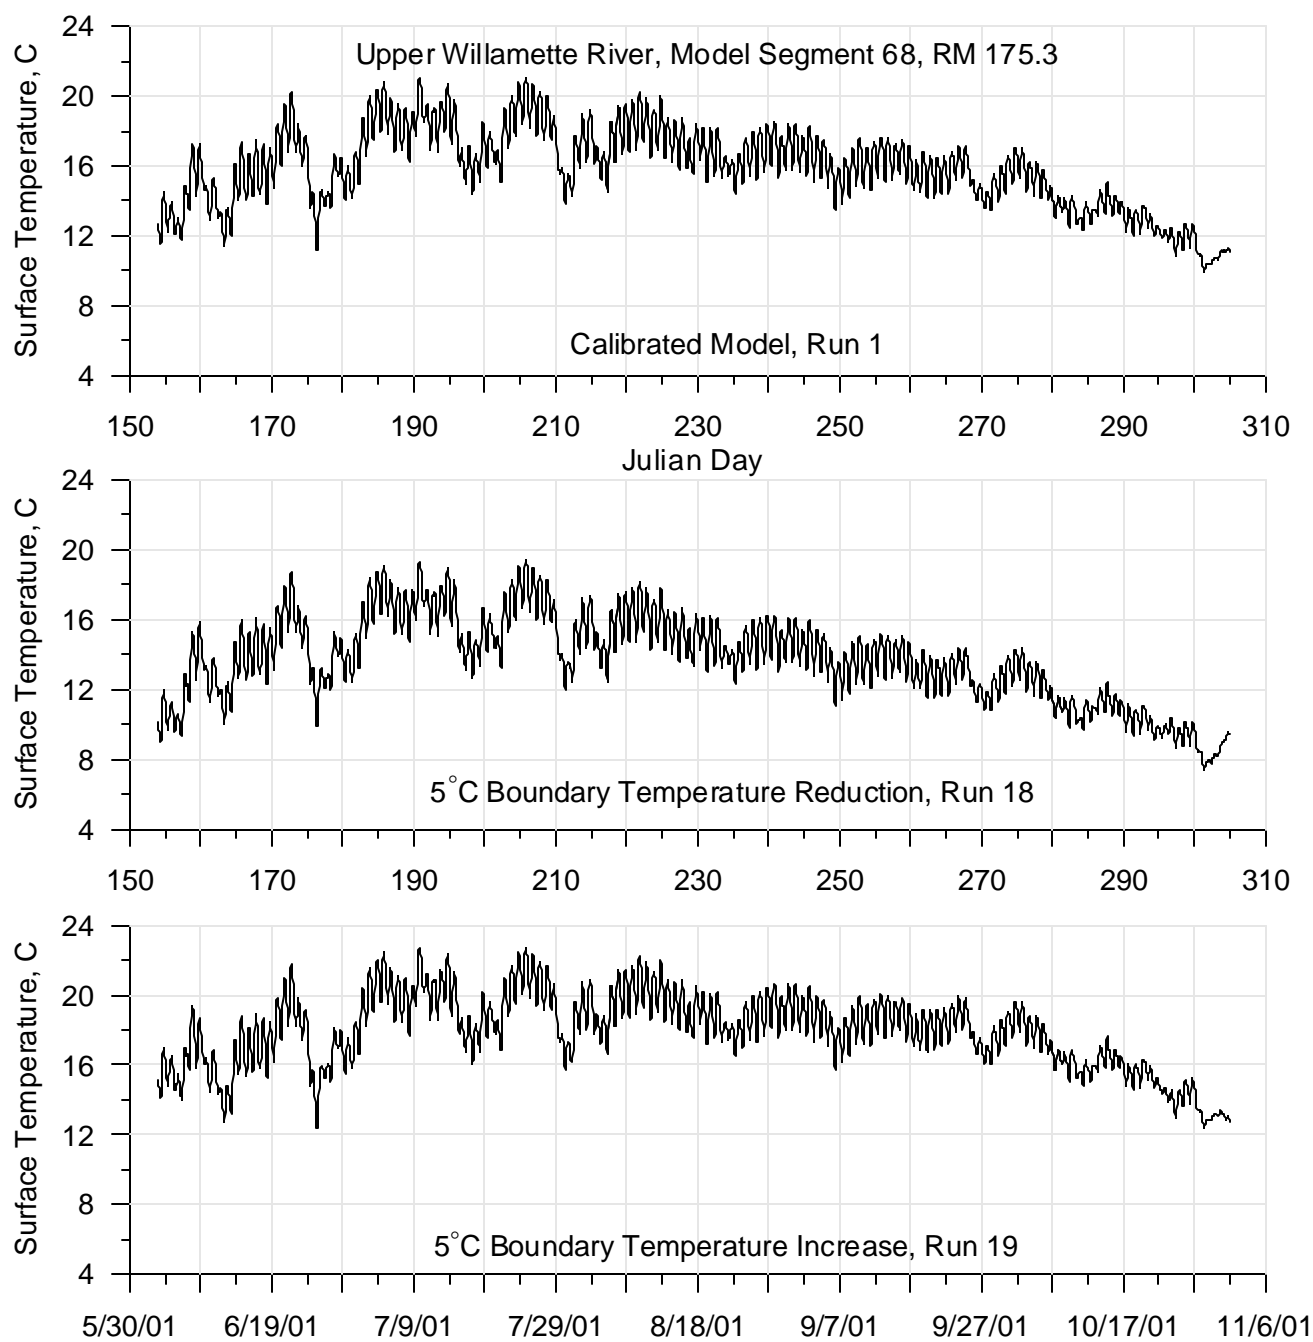 24
Upper Willamette River, Model Segment 68, RM 175.3
20
16
12
8
Calibrated Model, Run 1
4
Surface Temperature, C
150 170 190 210 230 250 270 290 310
Julian Day
24
20
16
12
8
5°C Boundary Temperature Reduction, Run 18
4
Surface Temperature, C
150 170 190 210 230 250 270 290 310
24
20
16
12
8
5°C Boundary Temperature Increase, Run 19
4
Surface Temperature, C
5/30/01 6/19/01 7/9/01 7/29/01 8/18/01 9/7/01 9/27/01 10/17/01 11/6/01